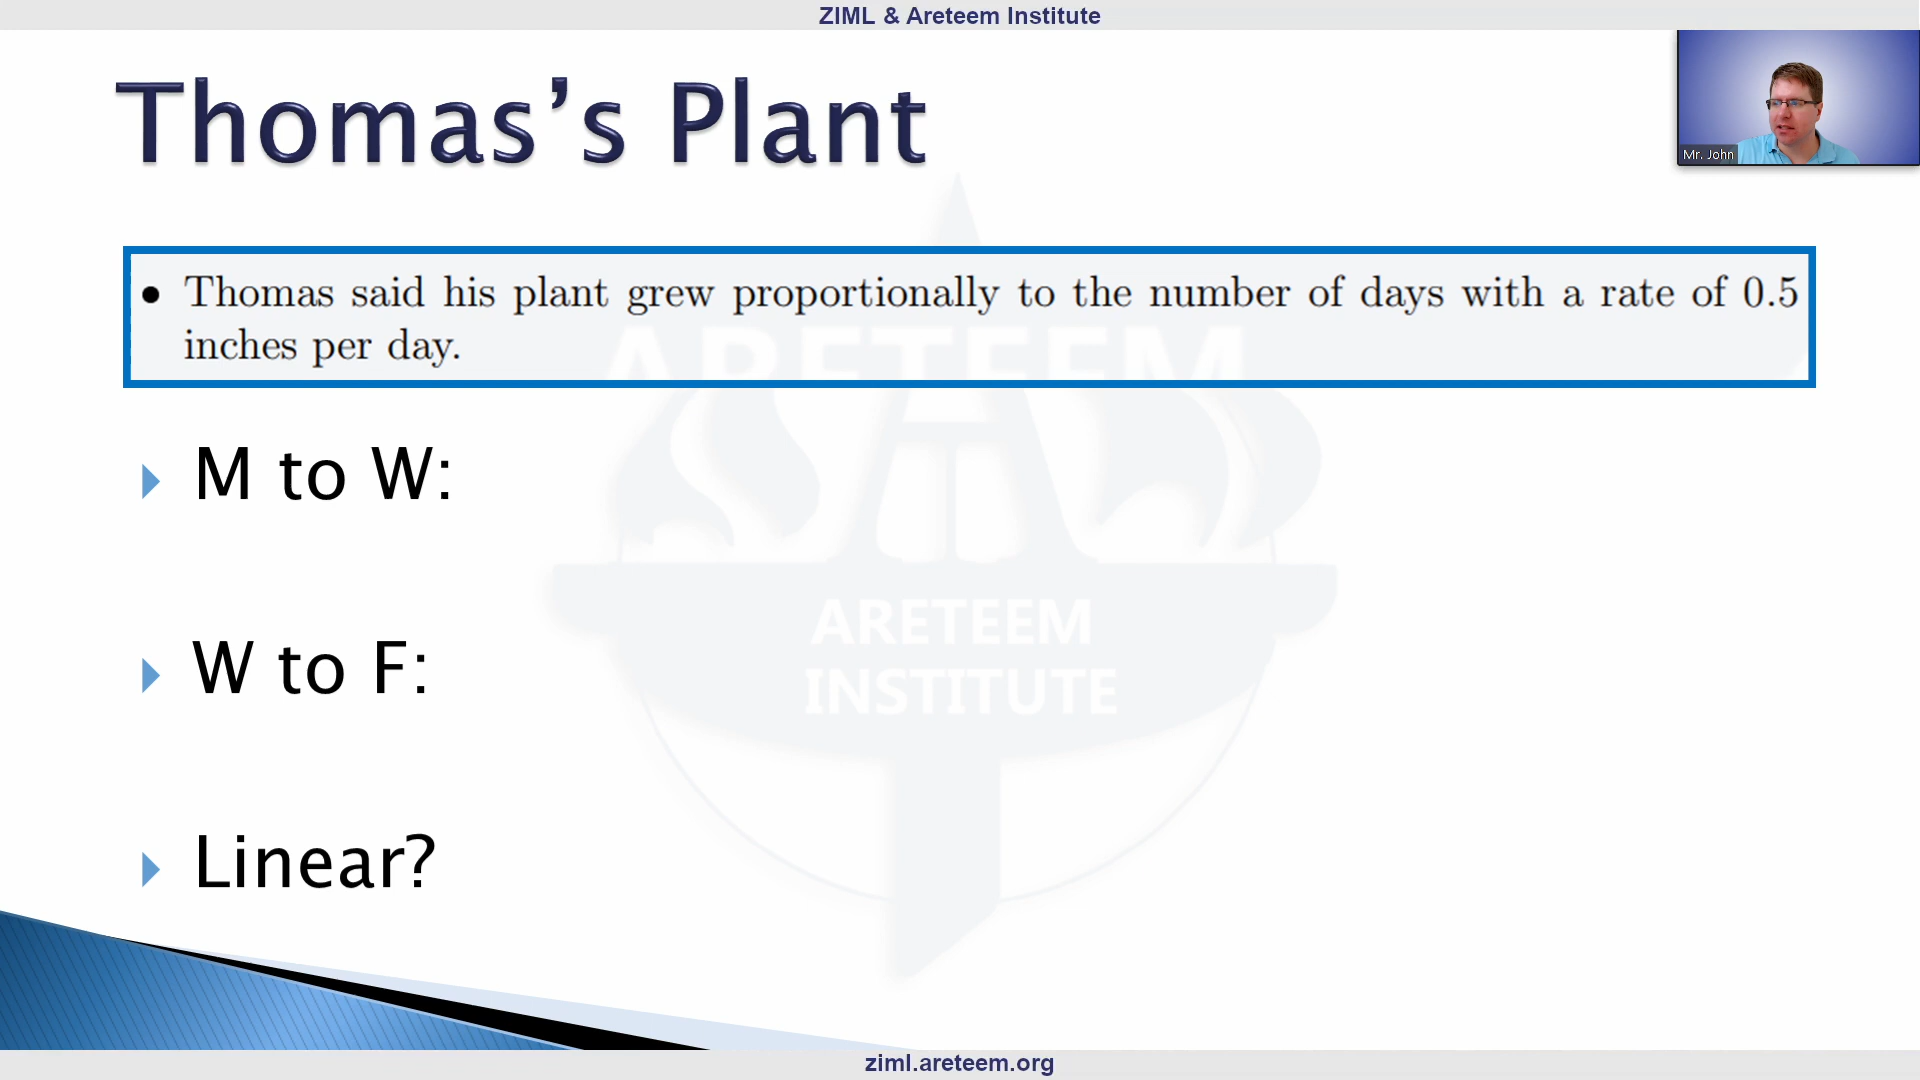 ZIML & Areteem Institute
Thomas's Plant
Mr. John
• Thomas said his plant grew proportionally to the number of days with a rate of 0.5
inches per day.
M to W:
W to F:
Linear?
ARETEEM
ARETEEM
INSTITUTE
ziml.areteem.org